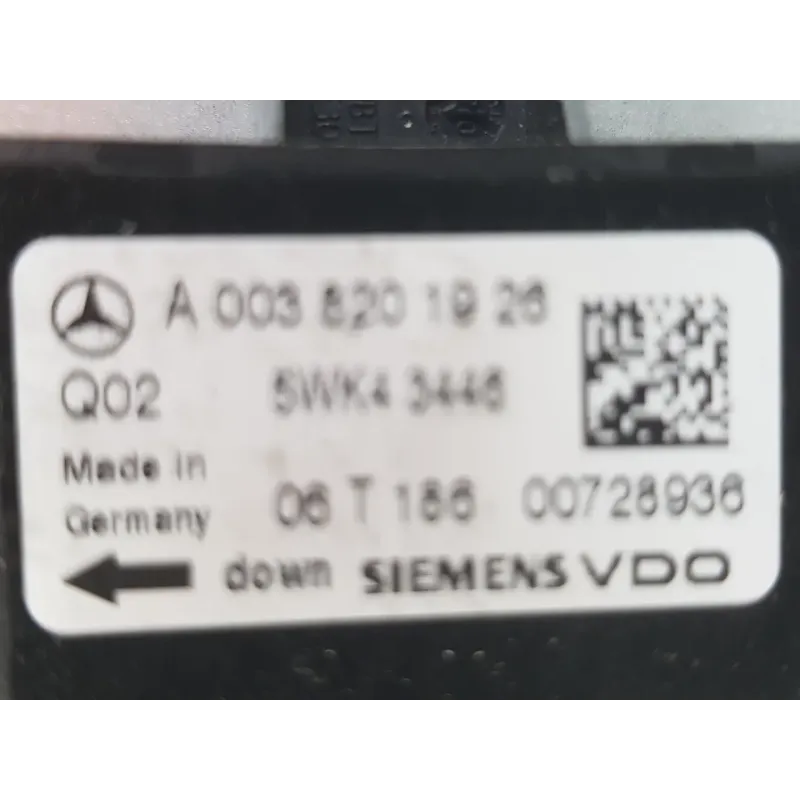 A 003 820 19 26
Q02 5WK4 3446
Made in
Germany
06 T 186 00728936
down SIEMENS VDO